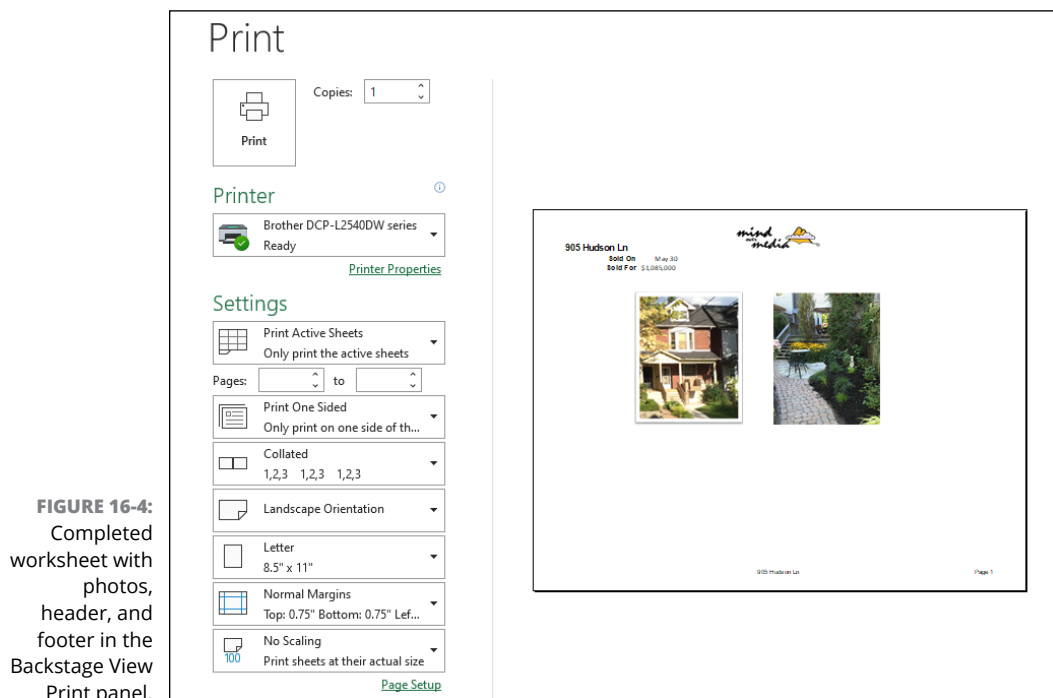 Print
Copies: 1
Print
Printer
Brother DCP-L2540DW series
Ready
Printer Properties
Settings
Print Active Sheets
Only print the active sheets
Pages: to
Print One Sided
Only print on one side of th...
Collated
1,2,3 1,2,3 1,2,3
Landscape Orientation
Letter
8.5" x 11"
Normal Margins
Top: 0.75" Bottom: 0.75" Lef...
No Scaling
100
Print sheets at their actual size
Page Setup
mind
over
media
905 Hudson Ln
Sold On May 30
Sold For $1,085,000
905 Hudson Ln Page 1
FIGURE 16-4:
Completed
worksheet with
photos,
header, and
footer in the
Backstage View
Print panel.